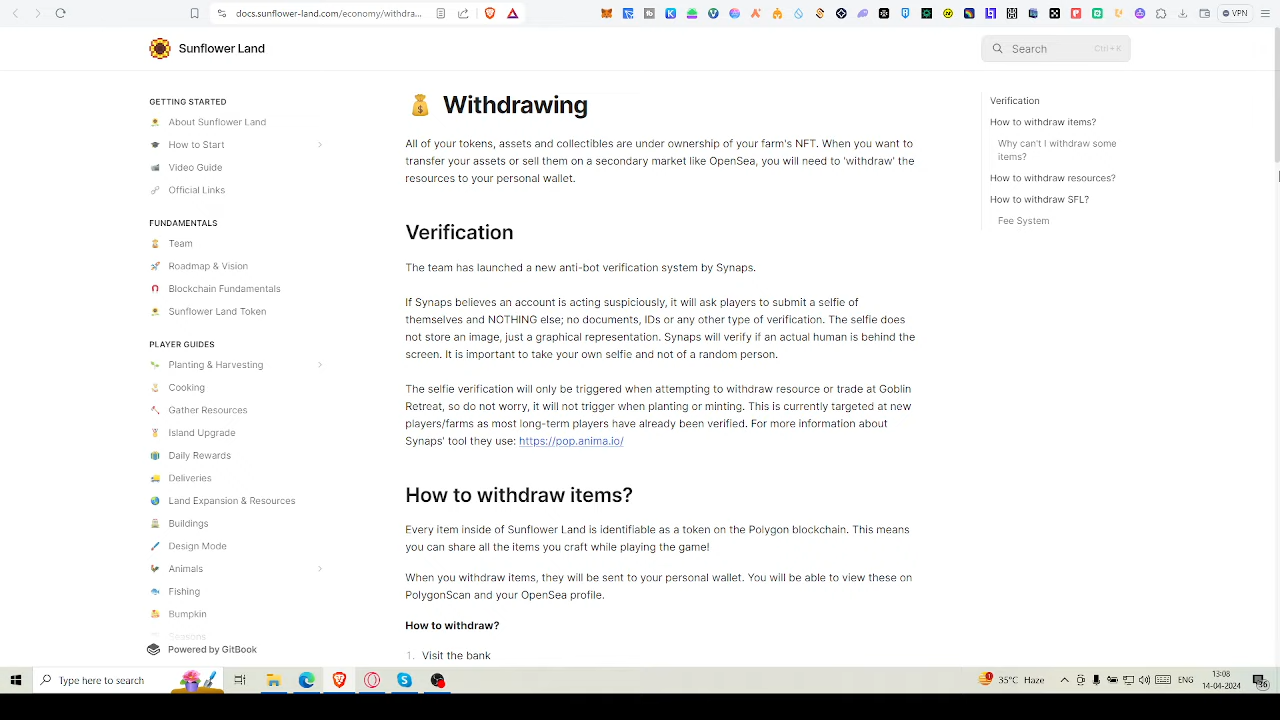 docs.sunflower-land.com/economy/withdra...
VPN
Sunflower Land
Search
Ctrl+K
GETTING STARTED
About Sunflower Land
How to Start
Video Guide
Official Links
FUNDAMENTALS
Team
Roadmap & Vision
Blockchain Fundamentals
Sunflower Land Token
PLAYER GUIDES
Planting & Harvesting
Cooking
Gather Resources
Island Upgrade
Daily Rewards
Deliveries
Land Expansion & Resources
Buildings
Design Mode
Animals
Fishing
Bumpkin
Seasons
Powered by GitBook
Withdrawing
All of your tokens, assets and collectibles are under ownership of your farm's NFT. When you want
to transfer your assets or sell them on a secondary market like OpenSea, you will need to 'withdraw' the
resources to your personal wallet.
Verification
The team has launched a new anti-bot verification system by Synaps.
If Synaps believes an account is acting suspiciously, it will ask players to submit a selfie of
themselves and NOTHING else; no documents, IDs or any other type of verification. The selfie does
not store an image, just a graphical representation. Synaps will verify if an actual human is behind the
screen. It is important to take your own selfie and not of a random person.
The selfie verification will only be triggered when attempting to withdraw resource or trade at Goblin
Retreat, so do not worry, it will not trigger when planting or minting. This is currently targeted at new
players/farms as most long-term players have already been verified. For more information about
Synaps' tool they use: https://pop.anima.io/
How to withdraw items?
Every item inside of Sunflower Land is identifiable as a token on the Polygon blockchain. This means
you can share all the items you craft while playing the game!
When you withdraw items, they will be sent to your personal wallet. You will be able to view these on
PolygonScan and your OpenSea profile.
How to withdraw?
1. Visit the bank
Verification
How to withdraw items?
Why can't I withdraw some
items?
How to withdraw resources?
How to withdraw SFL?
Fee System
Type here to search
35°C Haze
ENG
13:08
14-04-2024